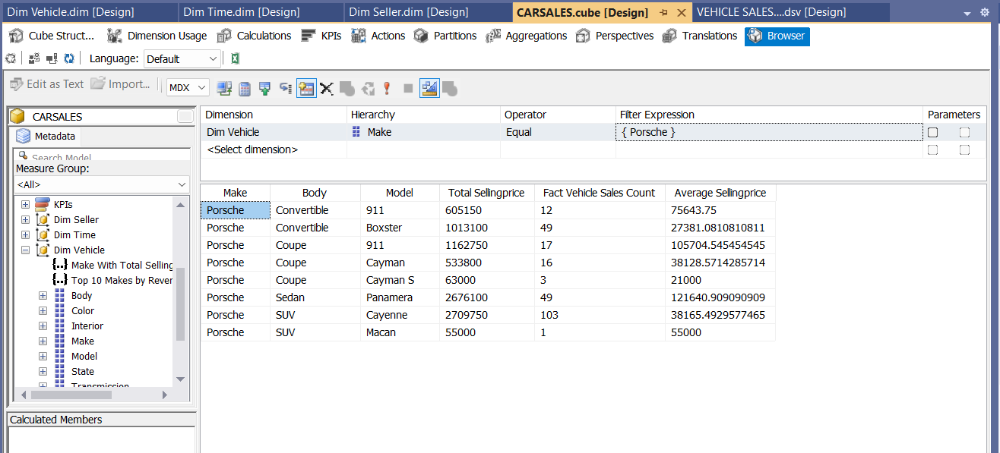 Dim Vehicle.dim [Design] Dim Time.dim [Design] Dim Seller.dim [Design] CARSALES.cube [Design] VEHICLE SALES....dsv [Design]
Cube Struct... Dimension Usage Calculations KPIs Actions Partitions Aggregations Perspectives Translations Browser
Language: Default
Edit as Text Import... MDX
CARSALES
Metadata
Search Model
Measure Group:
<All>
KPIs
Dim Seller
Dim Time
Dim Vehicle
Make With Total Selling
Top 10 Makes by Rever
Body
Color
Interior
Make
Model
State
Transmission
Calculated Members
Dimension Hierarchy Operator Filter Expression Parameters
Dim Vehicle Make Equal { Porsche }
<Select dimension>
Make Body Model Total Sellingprice Fact Vehicle Sales Count Average Sellingprice
Porsche Convertible 911 605150 12 75643.75
Porsche Convertible Boxster 1013100 49 27381.0810810811
Porsche Coupe 911 1162750 17 105704.545454545
Porsche Coupe Cayman 533800 16 38128.5714285714
Porsche Coupe Cayman S 63000 3 21000
Porsche Sedan Panamera 2676100 49 121640.909090909
Porsche SUV Cayenne 2709750 103 38165.4929577465
Porsche SUV Macan 55000 1 55000